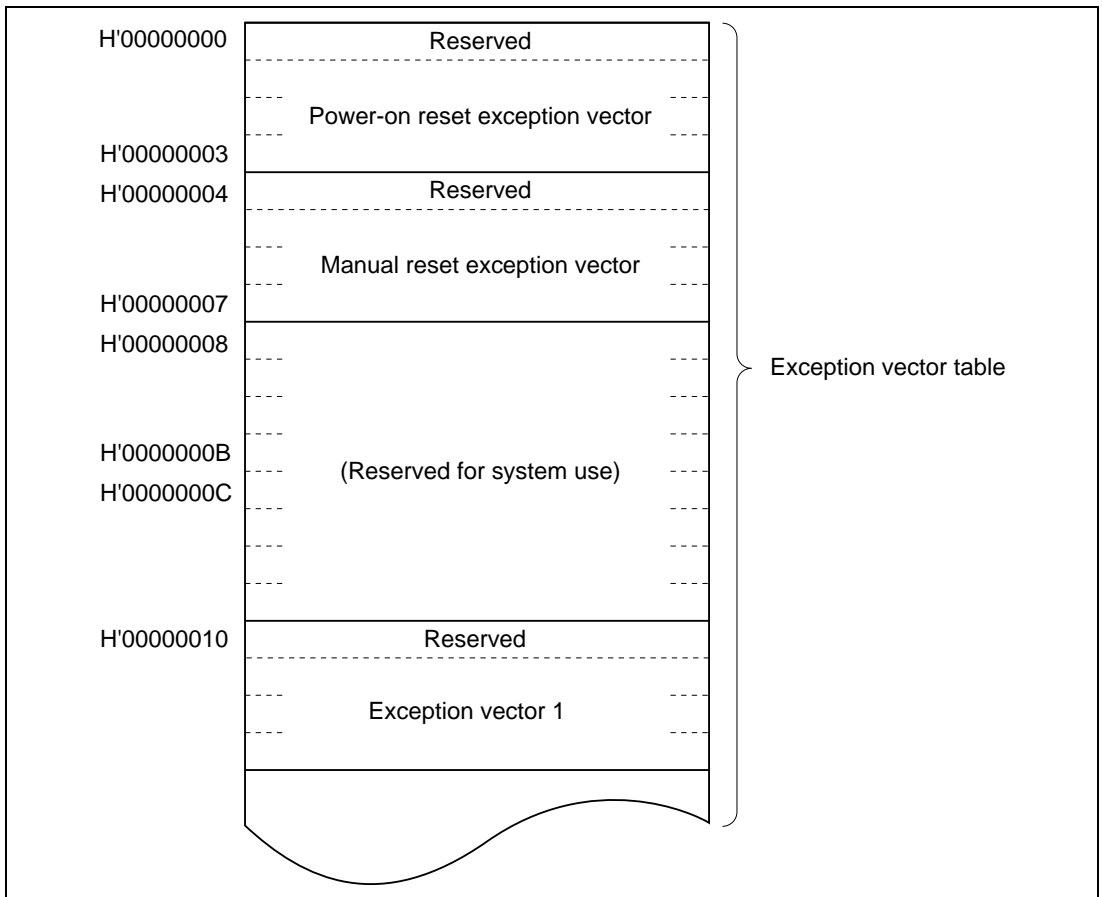 H'00000000
Reserved
Power-on reset exception vector
H'00000003
H'00000004
Reserved
Manual reset exception vector
H'00000007
H'00000008
Exception vector table
H'0000000B
(Reserved for system use)
H'0000000C
H'00000010
Reserved
Exception vector 1